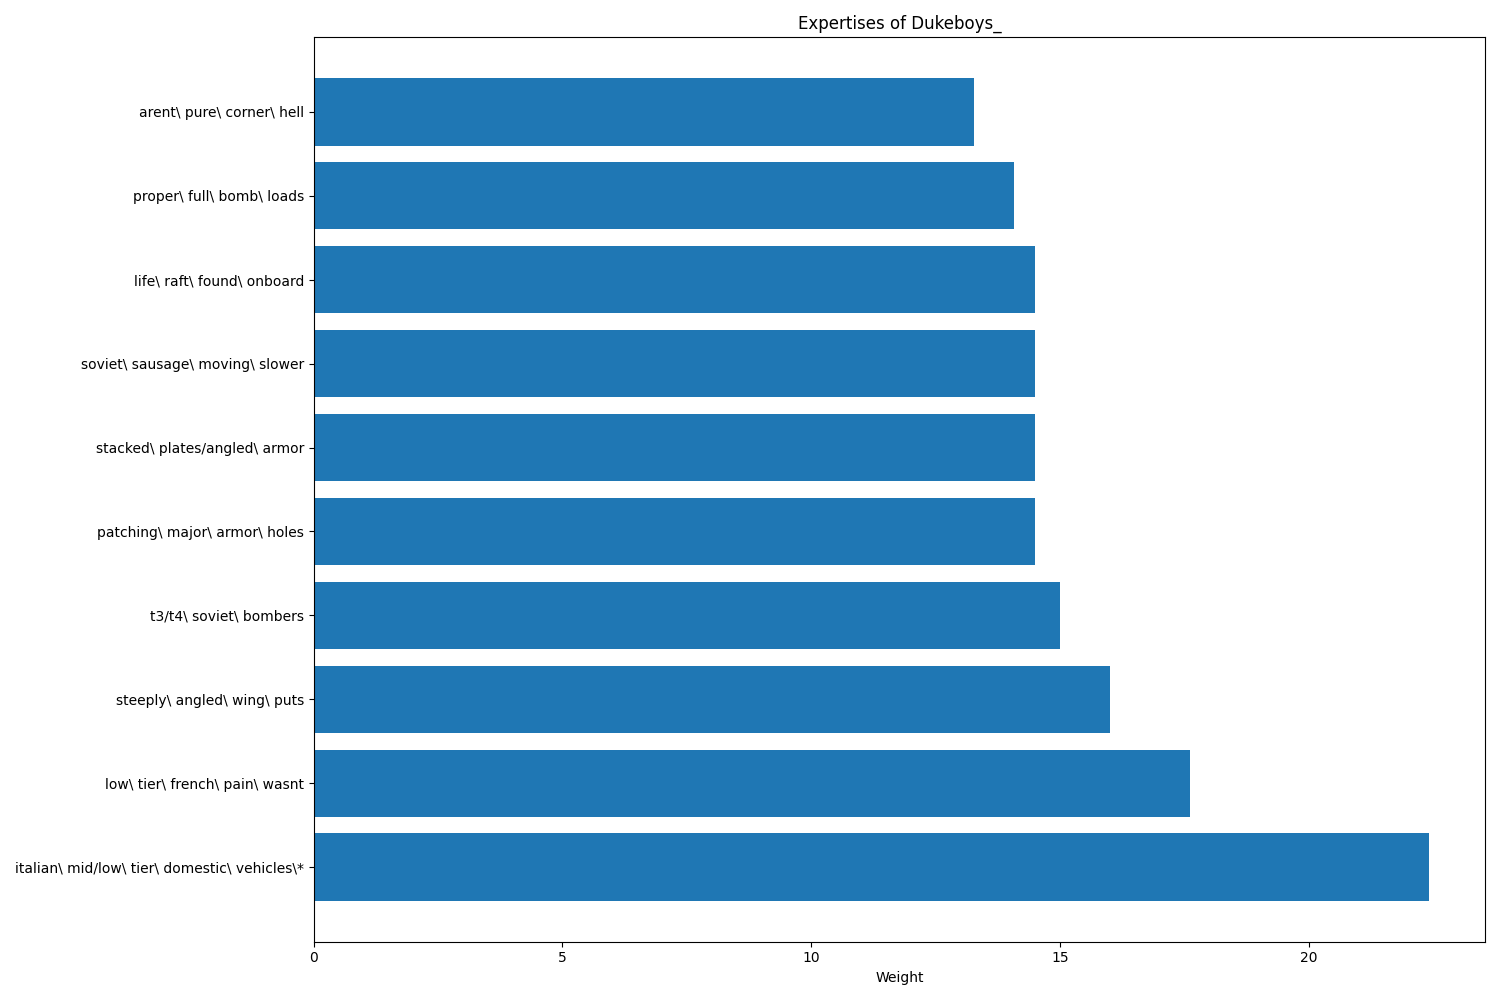 Expertises of Dukeboys_
arent\ pure\ corner\ hell
proper\ full\ bomb\ loads
life\ raft\ found\ onboard
soviet\ sausage\ moving\ slower
stacked\ plates/angled\ armor
patching\ major\ armor\ holes
t3/t4\ soviet\ bombers
steeply\ angled\ wing\ puts
low\ tier\ french\ pain\ wasnt
italian\ mid/low\ tier\ domestic\ vehicles\*
0 5 10 15 20
Weight